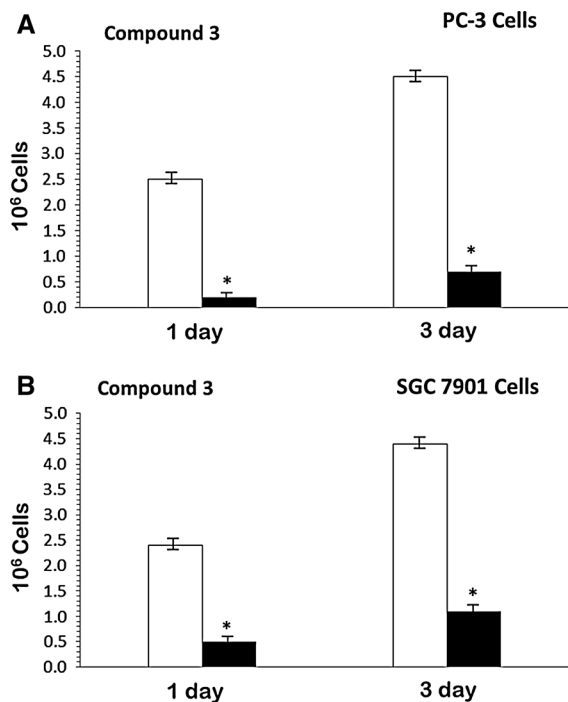 A
Compound 3
PC-3 Cells
10⁶ Cells
5.0
4.5
4.0
3.5
3.0
2.5
2.0
1.5
1.0
0.5
0.0
*
*
1 day
3 day
B
Compound 3
SGC 7901 Cells
10⁶ Cells
5.0
4.5
4.0
3.5
3.0
2.5
2.0
1.5
1.0
0.5
0.0
*
*
1 day
3 day